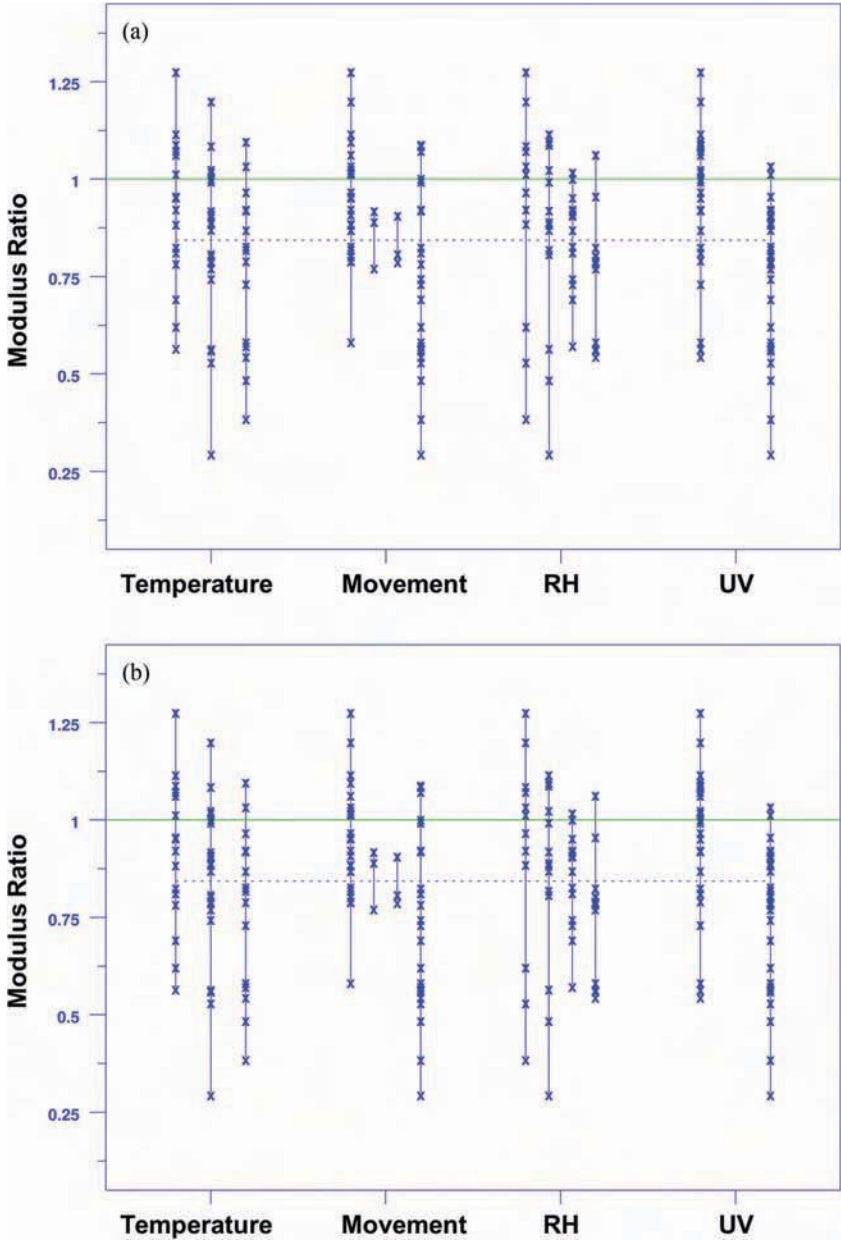 (a)
1.25
1
0.75
0.5
0.25
Modulus Ratio
Temperature Movement RH UV
(b)
1.25
1
0.75
0.5
0.25
Modulus Ratio
Temperature Movement RH UV